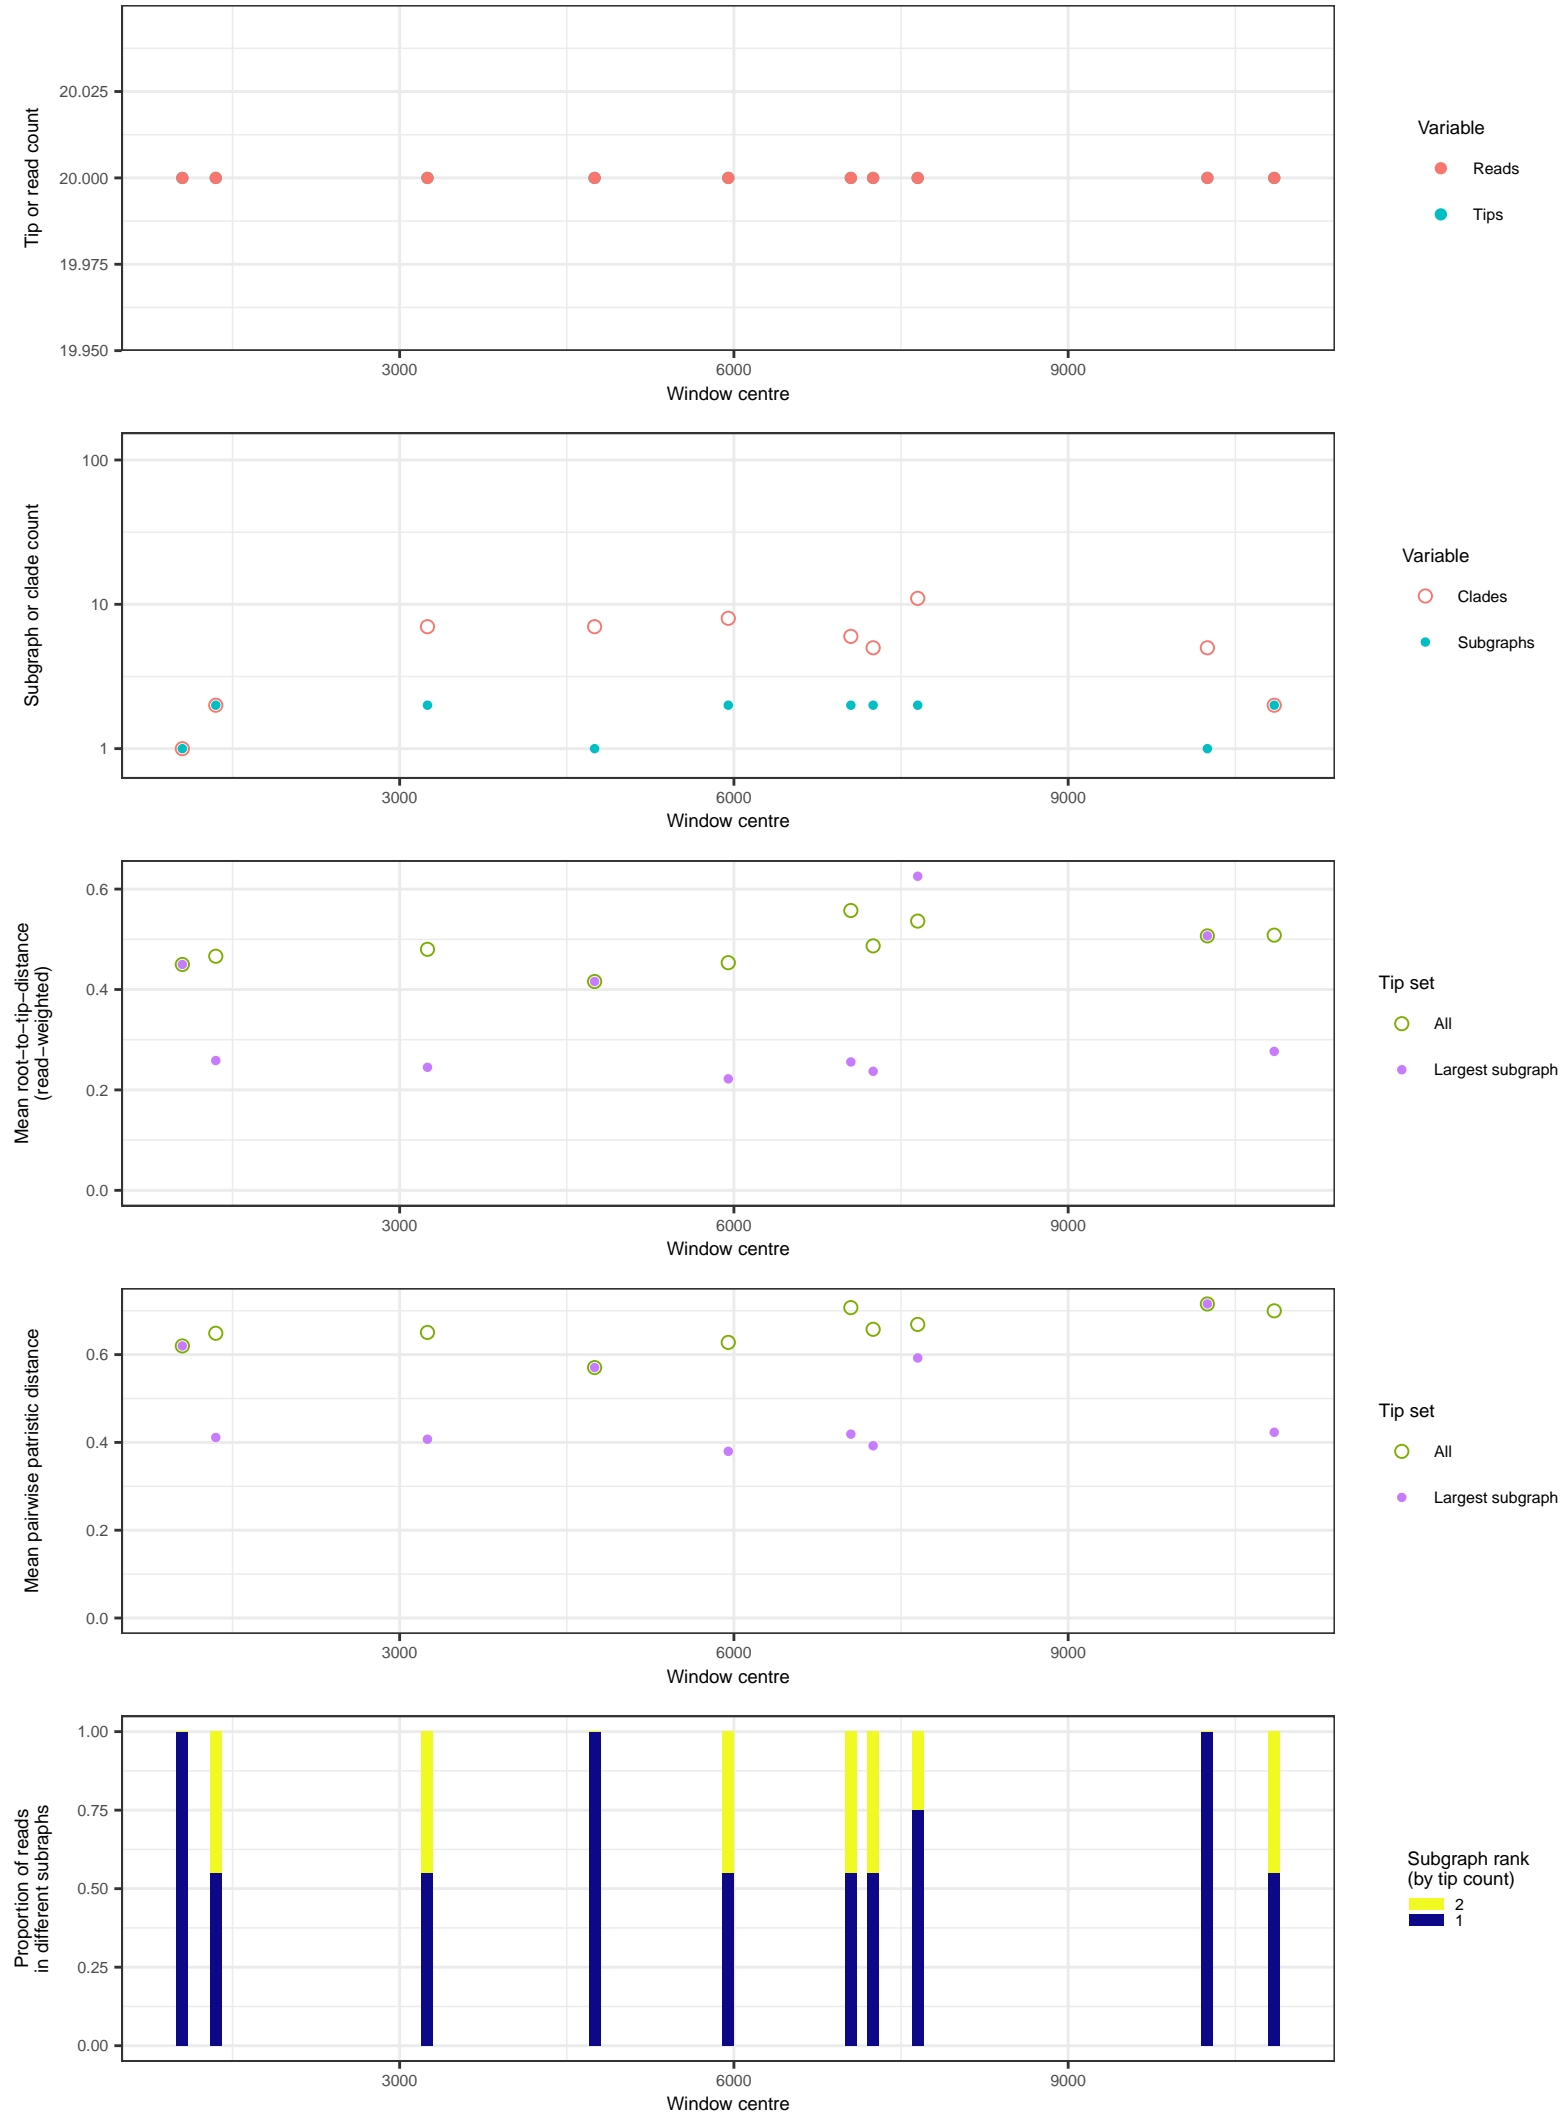 Tip or read count
20.025
20.000
19.975
19.950
3000
6000
9000
Window centre
Variable
Reads
Tips
Subgraph or clade count
100
10
1
3000
6000
9000
Window centre
Variable
Clades
Subgraphs
Mean root−to−tip−distance
(read−weighted)
0.6
0.4
0.2
0.0
3000
6000
9000
Window centre
Tip set
All
Largest subgraph
Mean pairwise patristic distance
0.6
0.4
0.2
0.0
3000
6000
9000
Window centre
Tip set
All
Largest subgraph
Proportion of reads
in different subraphs
1.00
0.75
0.50
0.25
0.00
3000
6000
9000
Window centre
Subgraph rank
(by tip count)
2
1